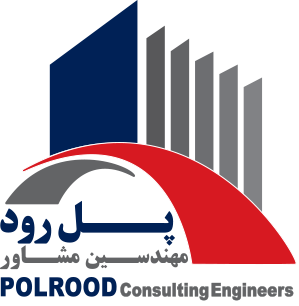 پل رود
مهندسین مشاور
POLROOD Consulting Engineers